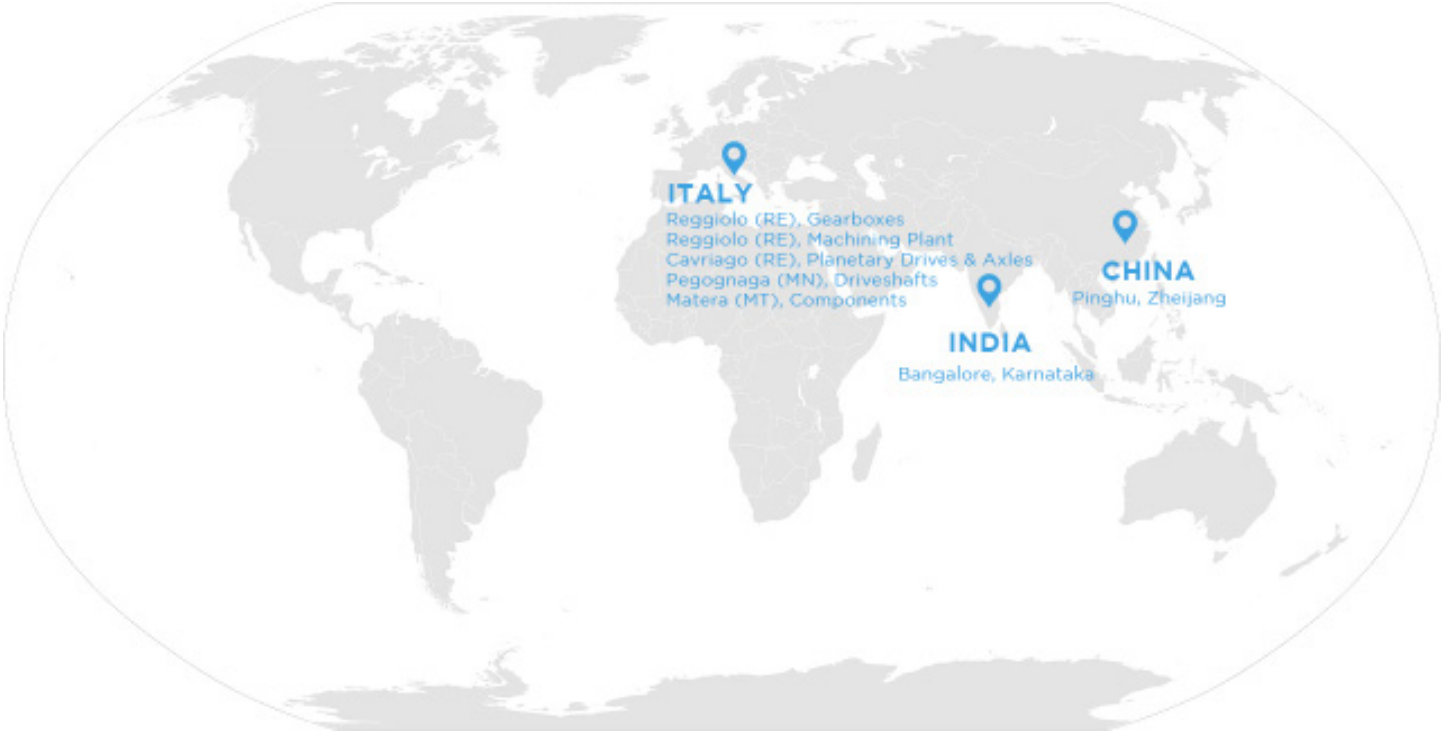 ITALY
Reggiolo (RE), Gearboxes
Reggiolo (RE), Machining Plant
Cavriago (RE), Planetary Drives & Axles
Pegognaga (MN), Driveshafts
Matera (MT), Components
CHINA
Pinghu, Zheijang
INDIA
Bangalore, Karnataka